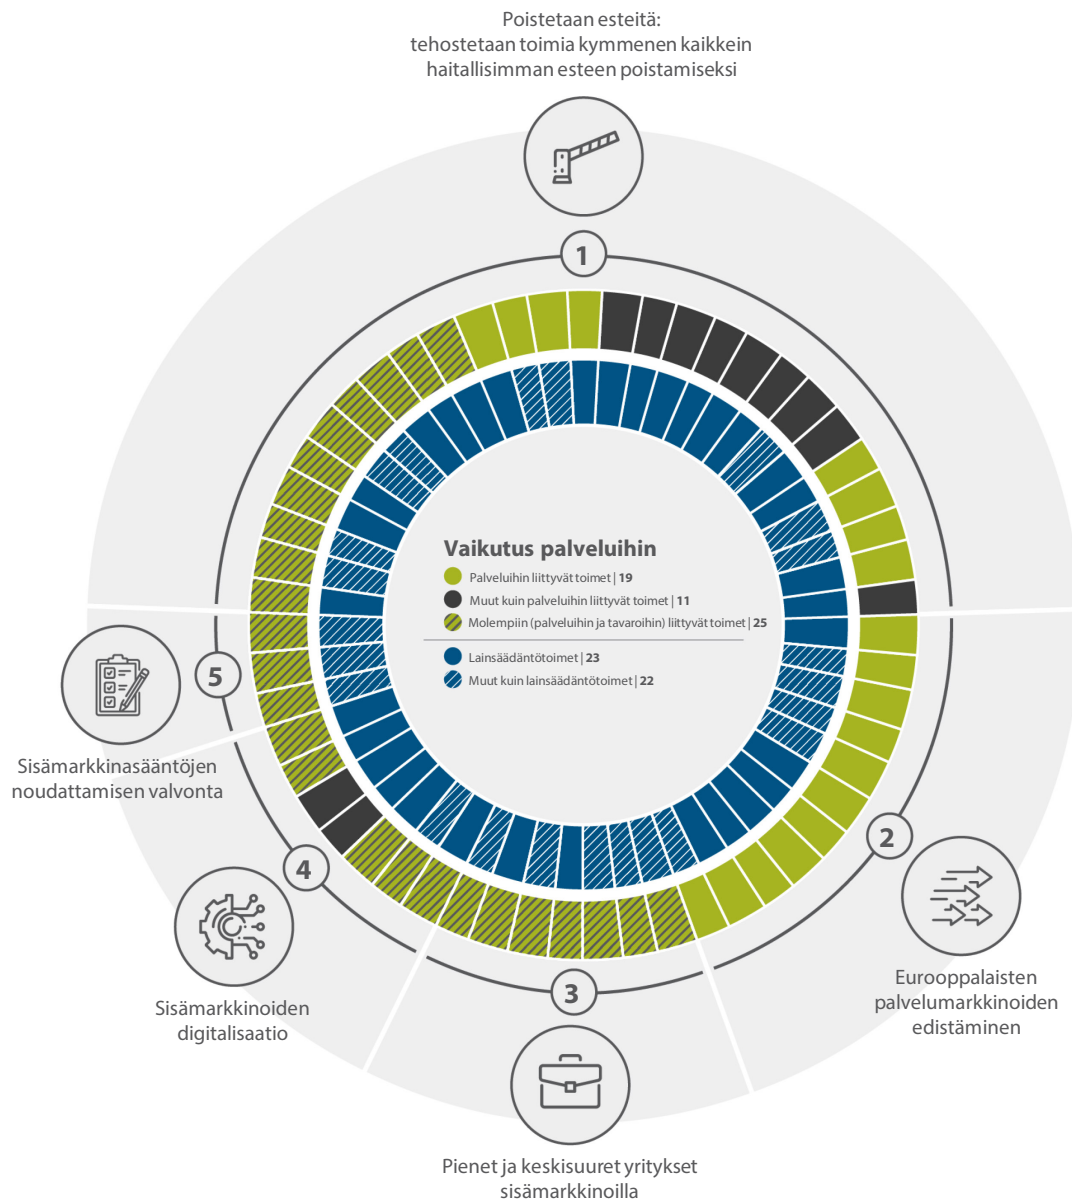 Poistetaan esteitä:
tehostetaan toimia kymmenen kaikkein
haitallisimman esteen poistamiseksi
1
Vaikutus palveluihin
Palveluihin liittyvät toimet | 19
Muut kuin palveluihin liittyvät toimet | 11
Molempiin (palveluihin ja tavaroihin) liittyvät toimet | 25
Lainsäädäntötoimet | 23
Muut kuin lainsäädäntötoimet | 22
5
Sisämarkkinasääntöjen
noudattamisen valvonta
2
Eurooppalaisten
palvelumarkkinoiden
edistäminen
4
Sisämarkkinoiden
digitalisaatio
3
Pienet ja keskisuuret yritykset
sisämarkkinoilla